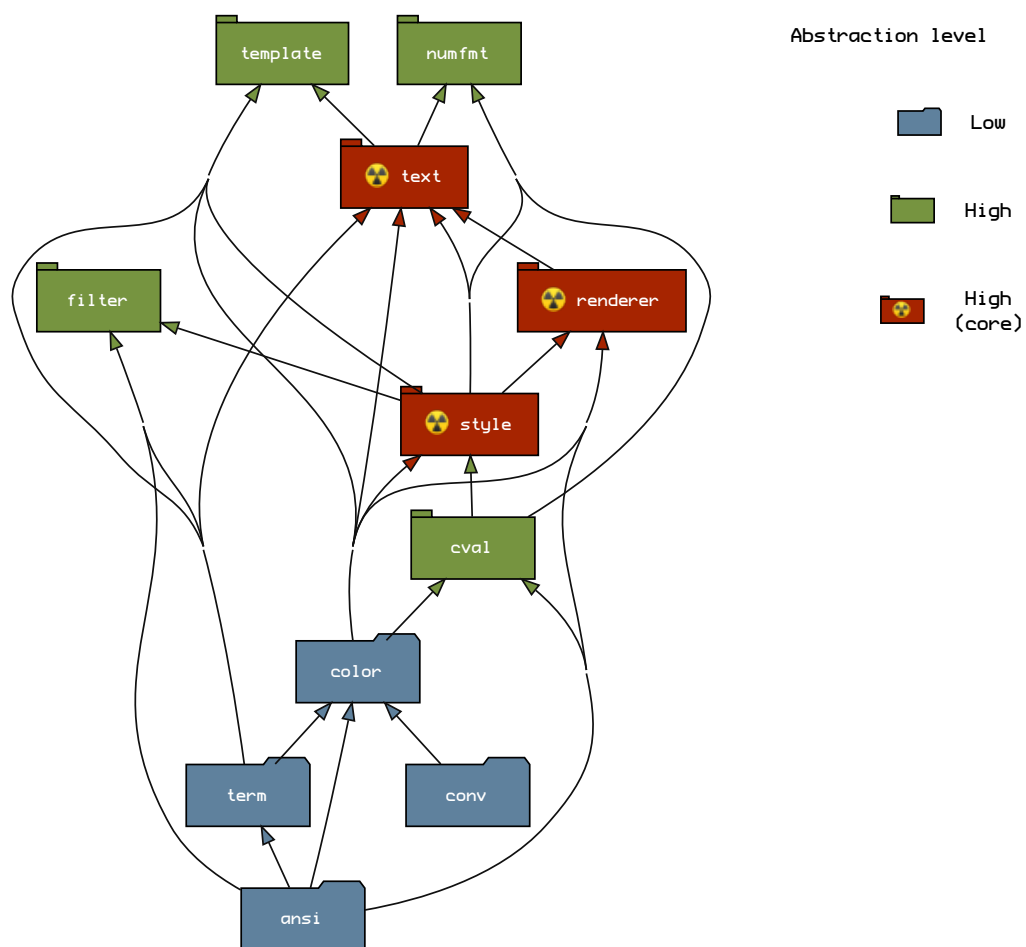 template
numfmt
Abstraction level
Low
text
High
filter
renderer
High
(core)
style
cval
color
term
conv
ansi